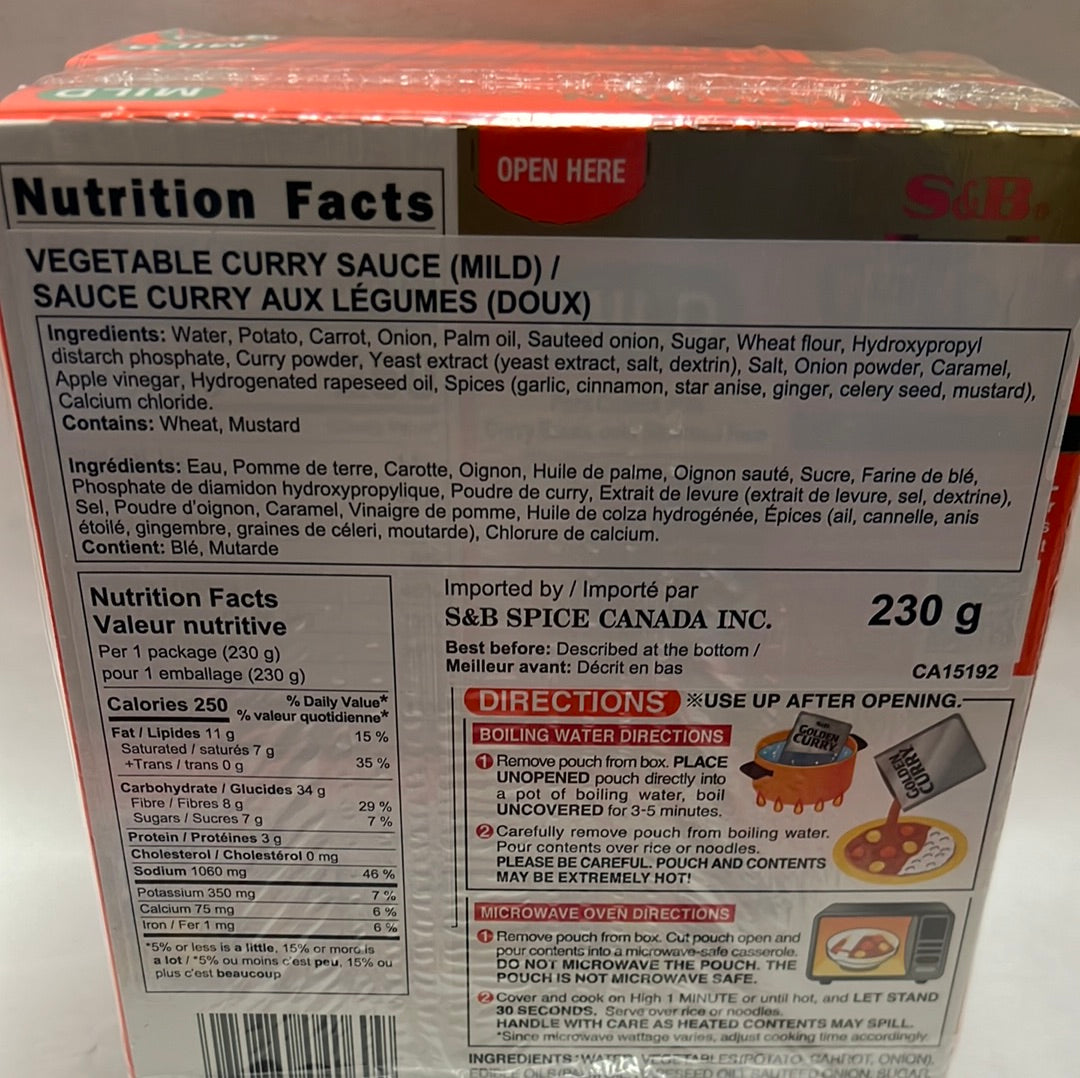 MILD
MILD
OPEN HERE
S&B
Nutrition Facts
VEGETABLE CURRY SAUCE (MILD) /
SAUCE CURRY AUX LÉGUMES (DOUX)
Ingredients: Water, Potato, Carrot, Onion, Palm oil, Sauteed onion, Sugar, Wheat flour, Hydroxypropyl
distarch phosphate, Curry powder, Yeast extract (yeast extract, salt, dextrin), Salt, Onion powder, Caramel,
Apple vinegar, Hydrogenated rapeseed oil, Spices (garlic, cinnamon, star anise, ginger, celery seed, mustard),
Calcium chloride.
Contains: Wheat, Mustard
Ingrédients: Eau, Pomme de terre, Carotte, Oignon, Huile de palme, Oignon sauté, Sucre, Farine de blé,
Phosphate de diamidon hydroxypropylique, Poudre de curry, Extrait de levure (extrait de levure, sel, dextrine),
Sel, Poudre d'oignon, Caramel, Vinaigre de pomme, Huile de colza hydrogénée, Épices (ail, cannelle, anis
étoilé, gingembre, graines de céleri, moutarde), Chlorure de calcium.
Contient: Blé, Mutarde
Nutrition Facts
Valeur nutritive
Per 1 package (230 g)
pour 1 emballage (230 g)
Calories 250 % Daily Value*
% valeur quotidienne*
Fat / Lipides 11 g 15 %
Saturated / saturés 7 g
+Trans / trans 0 g 35 %
Carbohydrate / Glucides 34 g
Fibre / Fibres 8 g 29 %
Sugars / Sucres 7 g 7 %
Protein / Protéines 3 g
Cholesterol / Cholestérol 0 mg
Sodium 1060 mg 46 %
Potassium 350 mg 7 %
Calcium 75 mg 6 %
Iron / Fer 1 mg 6 %
*5% or less is a little, 15% or more is
a lot / *5% ou moins c'est peu, 15% ou
plus c'est beaucoup
Imported by / Importé par
S&B SPICE CANADA INC.
230 g
Best before: Described at the bottom /
Meilleur avant: Décrit en bas
CA15192
DIRECTIONS ※USE UP AFTER OPENING.
BOILING WATER DIRECTIONS
1 Remove pouch from box. PLACE
UNOPENED pouch directly into
a pot of boiling water, boil
UNCOVERED for 3-5 minutes.
2 Carefully remove pouch from boiling water.
Pour contents over rice or noodles.
PLEASE BE CAREFUL. POUCH AND CONTENTS
MAY BE EXTREMELY HOT!
GOLDEN
CURRY
GOLDEN
CURRY
MICROWAVE OVEN DIRECTIONS
1 Remove pouch from box. Cut pouch open and
pour contents into a microwave-safe casserole.
DO NOT MICROWAVE THE POUCH. THE
POUCH IS NOT MICROWAVE SAFE.
2 Cover and cook on High 1 MINUTE or until hot, and LET STAND
30 SECONDS. Serve over rice or noodles.
HANDLE WITH CARE AS HEATED CONTENTS MAY SPILL.
*Since microwave wattage varies, adjust cooking time accordingly.
INGREDIENTS: WATER, VEGETABLES (POTATO, CARROT, ONION),
SAUTEED ONION, SUGAR,